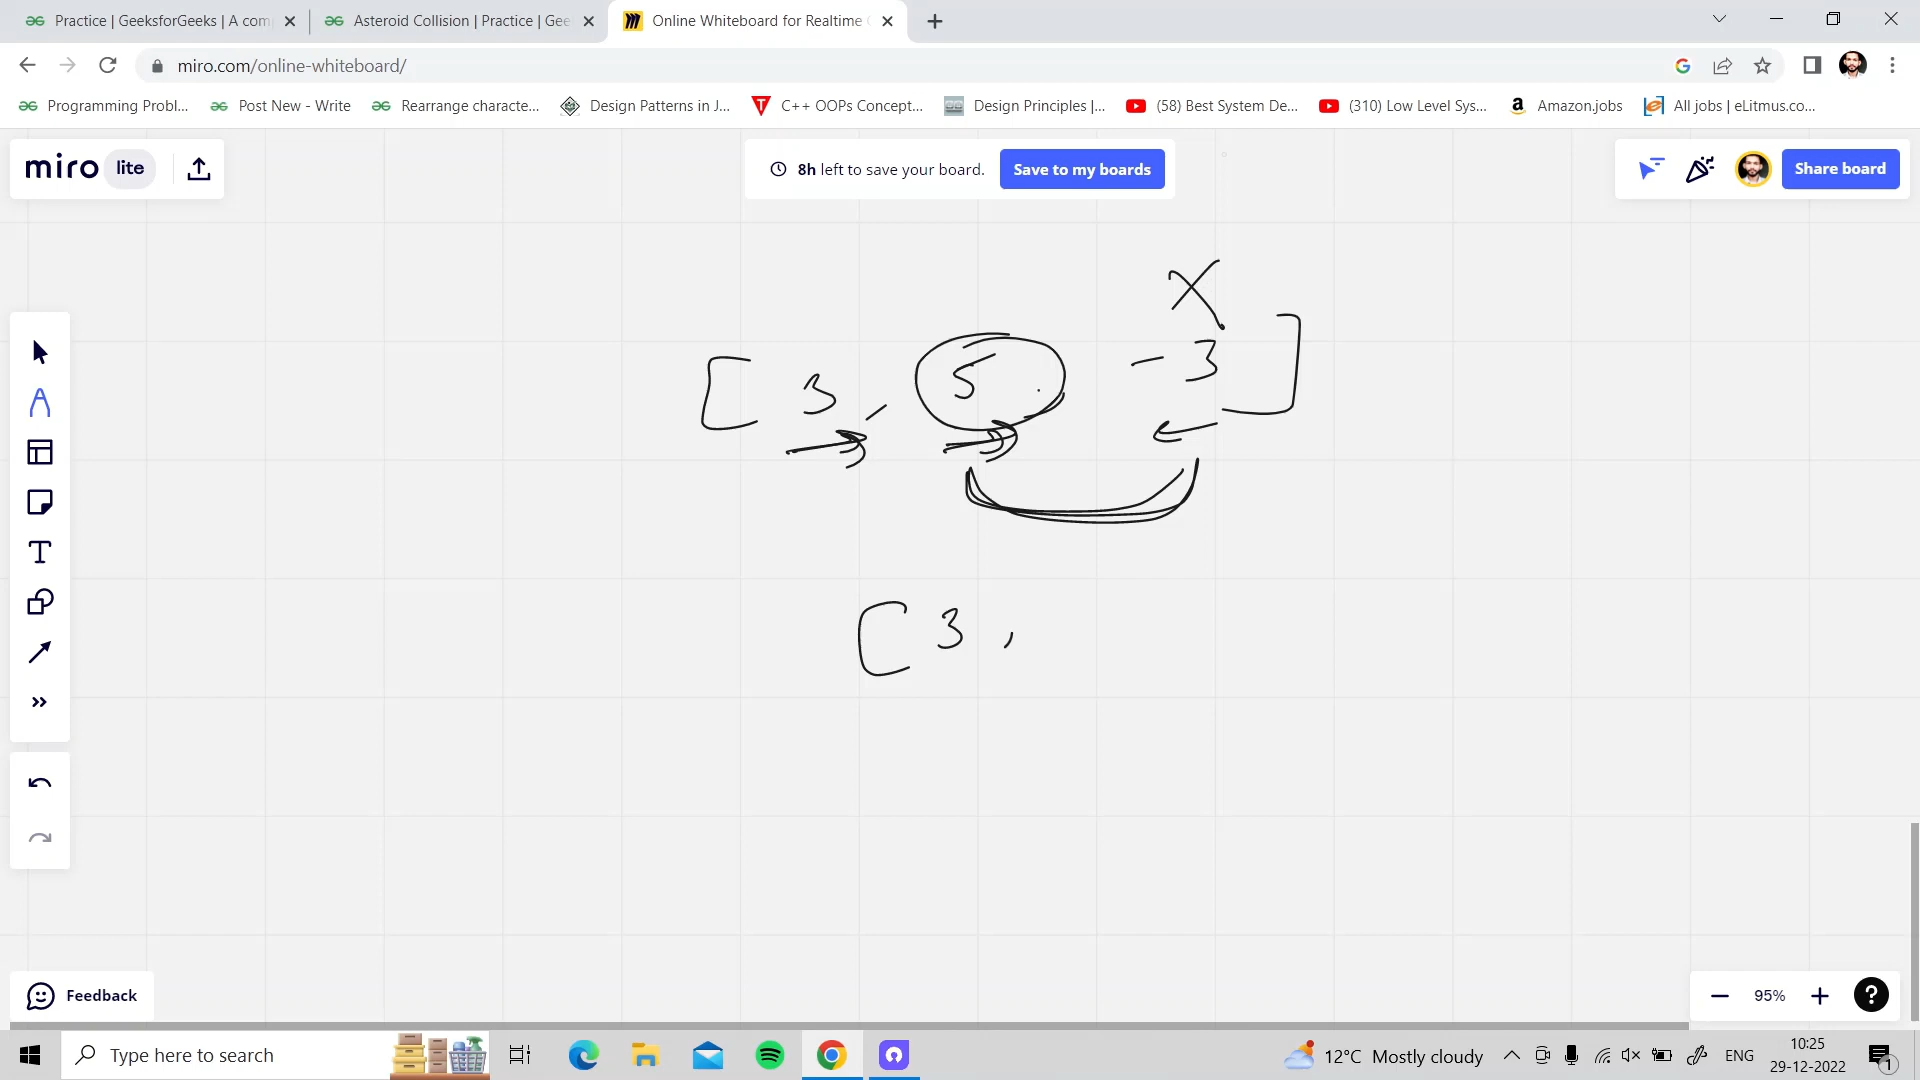 Practice | GeeksforGeeks | A com
Asteroid Collision | Practice | Gee
Online Whiteboard for Realtime C
miro.com/online-whiteboard/
Programming Probl...
Post New - Write
Rearrange characte...
Design Patterns in J...
C++ OOPs Concept...
Design Principles |...
(58) Best System De...
(310) Low Level Sys...
Amazon.jobs
All jobs | eLitmus.co...
miro lite
8h left to save your board.
Save to my boards
Share board
X
[ 3, 5 -3 ]
[ 3 ,
Feedback
95%
Type here to search
12°C Mostly cloudy
ENG
10:25
29-12-2022
1